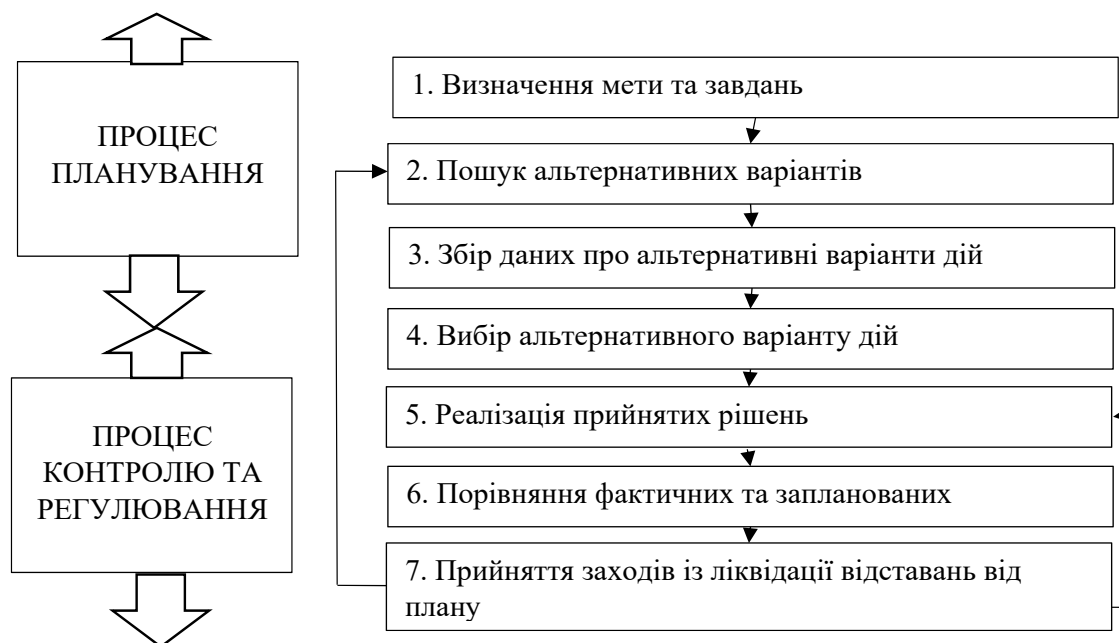 ПРОЦЕС
ПЛАНУВАННЯ
ПРОЦЕС
КОНТРОЛЮ ТА
РЕГУЛЮВАННЯ
1. Визначення мети та завдань
2. Пошук альтернативних варіантів
3. Збір даних про альтернативні варіанти дій
4. Вибір альтернативного варіанту дій
5. Реалізація прийнятих рішень
6. Порівняння фактичних та запланованих
7. Прийняття заходів із ліквідації відставань від
плану